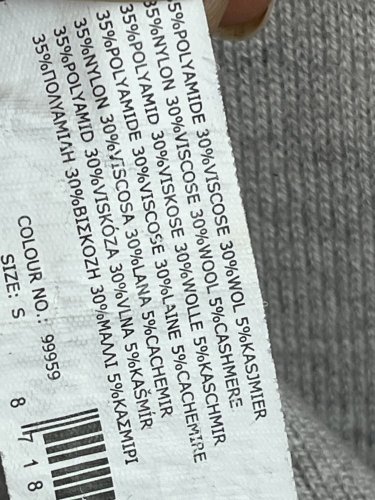 5%POLYAMIDE 30%VISCOSE 30%WOL 5%KASJMIER
35%NYLON 30%VISCOSE 30%WOOL 5%CASHMERE
35%POLYAMID 30%VISKOSE 30%WOLLE 5%KASCHMIR
35%POLYAMIDE 30%VISCOSE 30%LAINE 5%CACHEMIRE
35%NYLON 30%VISCOSA 30%LANA 5%CACHEMIR
35%POLYAMID 30%VISKÓZA 30%VLNA 5%KAŠMÍR
35%ΠΟΛΥΑΜΙΔΗ 30%ΒΙΣΚΟΖΗ 30%ΜΑΛΛΙ 5%ΚΑΣΜΙΡΙ
COLOUR NO.: 99959
SIZE: S
8 718